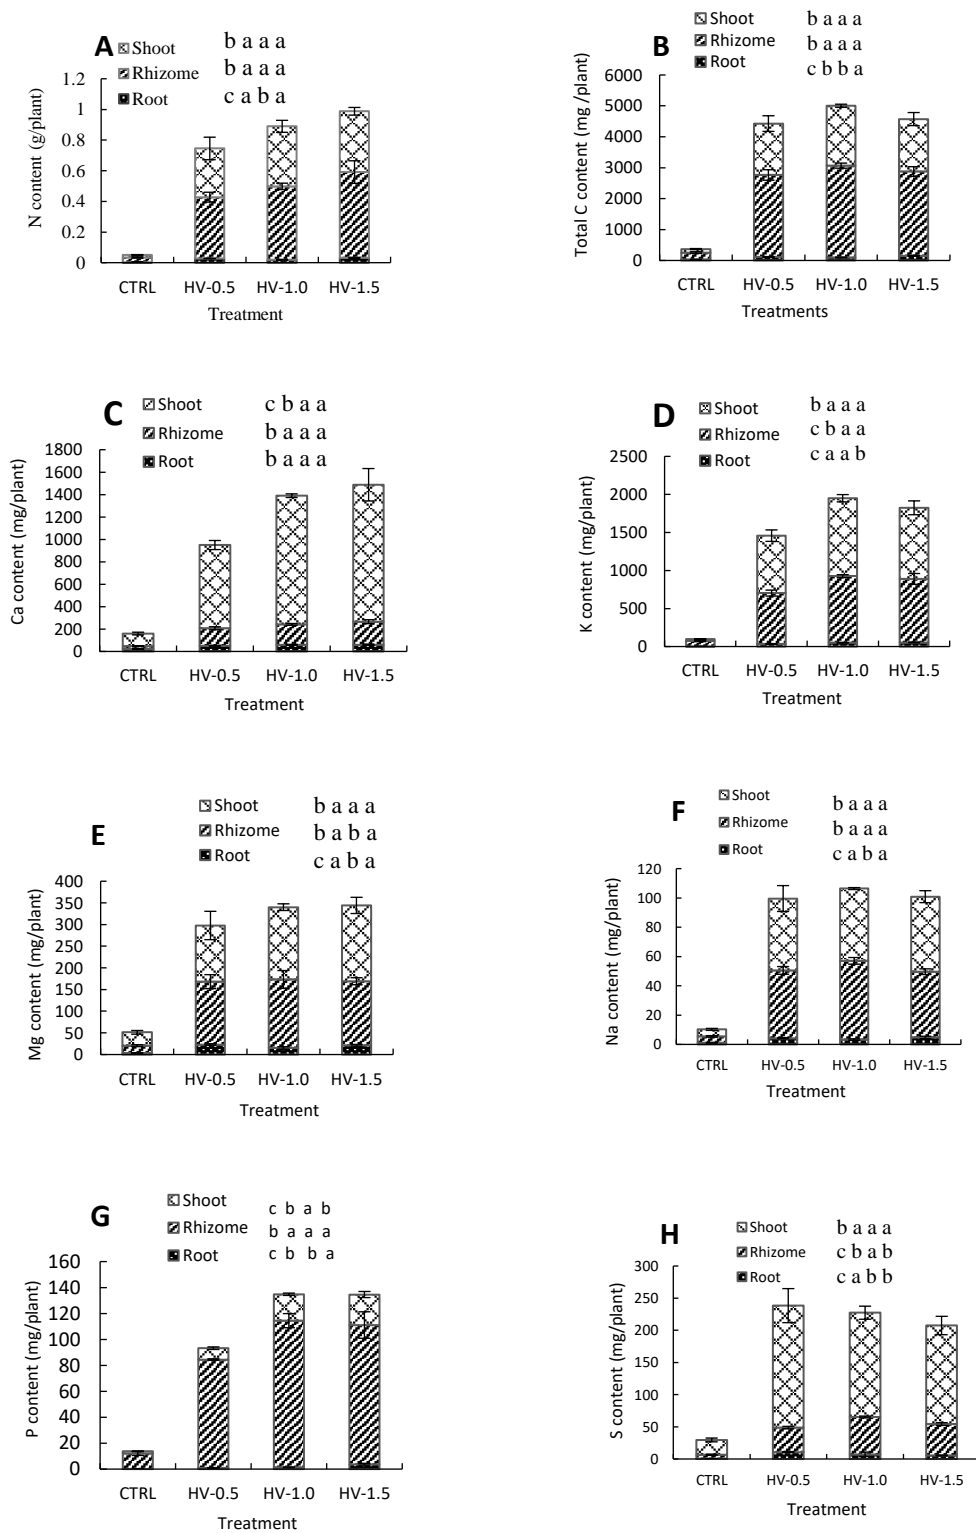 A
Shoot b a a a
Rhizome b a a a
Root c a b a
N content (g/plant)
1.2
1
0.8
0.6
0.4
0.2
0
CTRL HV-0.5 HV-1.0 HV-1.5
Treatment
B
Shoot b a a a
Rhizome b a a a
Root c b b a
Total C content (mg /plant)
6000
5000
4000
3000
2000
1000
0
CTRL HV-0.5 HV-1.0 HV-1.5
Treatments
C
Shoot c b a a
Rhizome b a a a
Root b a a a
Ca content (mg/plant)
1800
1600
1400
1200
1000
800
600
400
200
0
CTRL HV-0.5 HV-1.0 HV-1.5
Treatment
D
Shoot b a a a
Rhizome c b a a
Root c a a b
K content (mg/plant)
2500
2000
1500
1000
500
0
CTRL HV-0.5 HV-1.0 HV-1.5
Treatment
E
Shoot b a a a
Rhizome b a b a
Root c a b a
Mg content (mg/plant)
400
350
300
250
200
150
100
50
0
CTRL HV-0.5 HV-1.0 HV-1.5
Treatment
F
Shoot b a a a
Rhizome b a a a
Root c a b a
Na content (mg/plant)
120
100
80
60
40
20
0
CTRL HV-0.5 HV-1.0 HV-1.5
Treatment
G
Shoot c b a b
Rhizome b a a a
Root c b b a
P content (mg/plant)
160
140
120
100
80
60
40
20
0
CTRL HV-0.5 HV-1.0 HV-1.5
Treatment
H
Shoot b a a a
Rhizome c b a b
Root c a b b
S content (mg/plant)
300
250
200
150
100
50
0
CTRL HV-0.5 HV-1.0 HV-1.5
Treatment